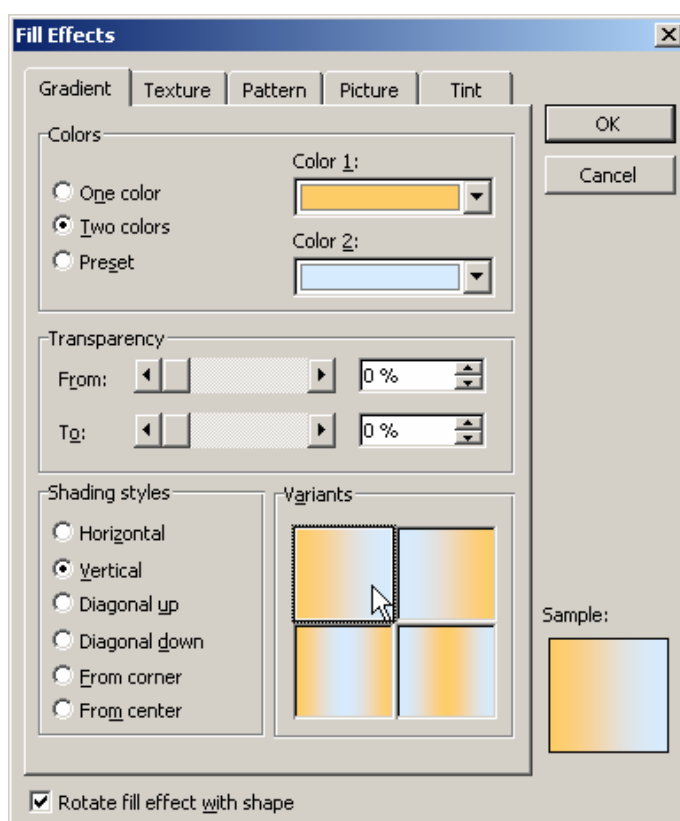 Fill Effects
Gradient Texture Pattern Picture Tint
Colors
One color
Two colors
Preset
Color 1:
Color 2:
OK
Cancel
Transparency
From: 0 %
To: 0 %
Shading styles
Horizontal
Vertical
Diagonal up
Diagonal down
From corner
From center
Variants
Sample:
Rotate fill effect with shape